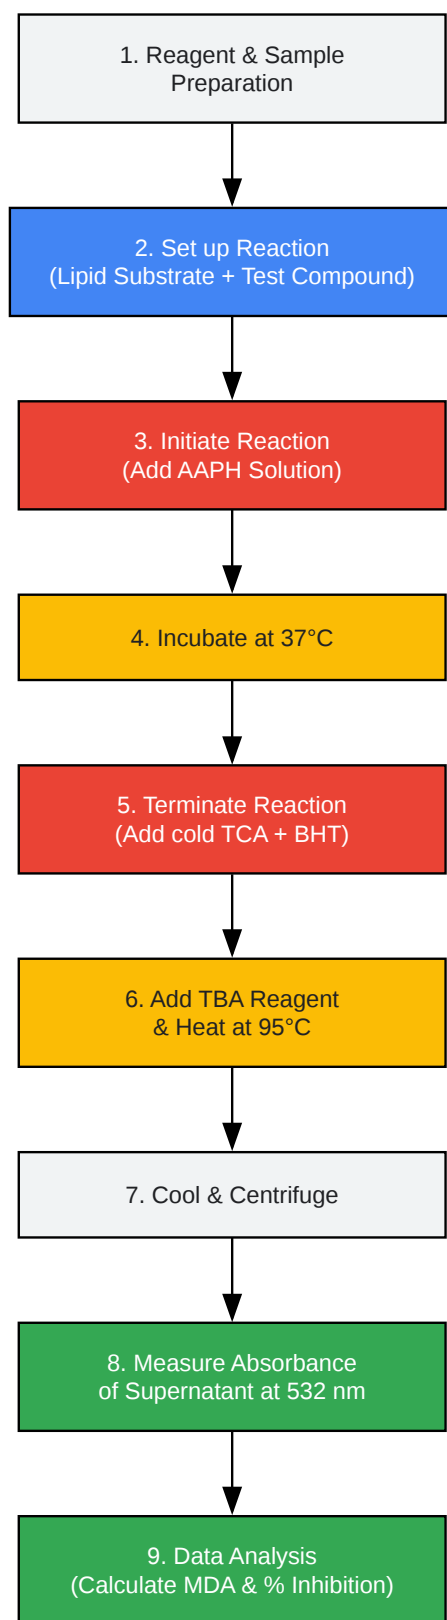 1. Reagent & Sample
Preparation
2. Set up Reaction
(Lipid Substrate + Test Compound)
3. Initiate Reaction
(Add AAPH Solution)
4. Incubate at 37°C
5. Terminate Reaction
(Add cold TCA + BHT)
6. Add TBA Reagent
& Heat at 95°C
7. Cool & Centrifuge
8. Measure Absorbance
of Supernatant at 532 nm
9. Data Analysis
(Calculate MDA & % Inhibition)